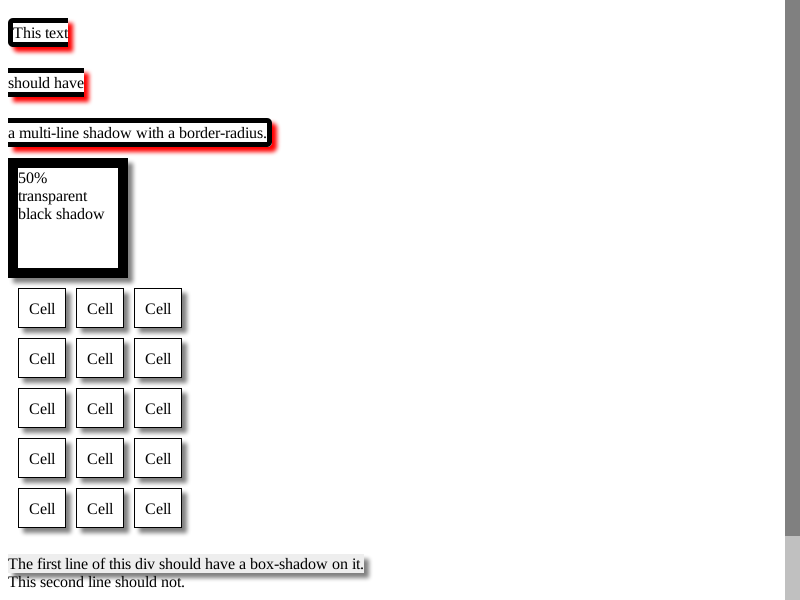 This text
should have
a multi-line shadow with a border-radius.
50%
transparent
black shadow
Cell Cell Cell
Cell Cell Cell
Cell Cell Cell
Cell Cell Cell
Cell Cell Cell
The first line of this div should have a box-shadow on it.
This second line should not.